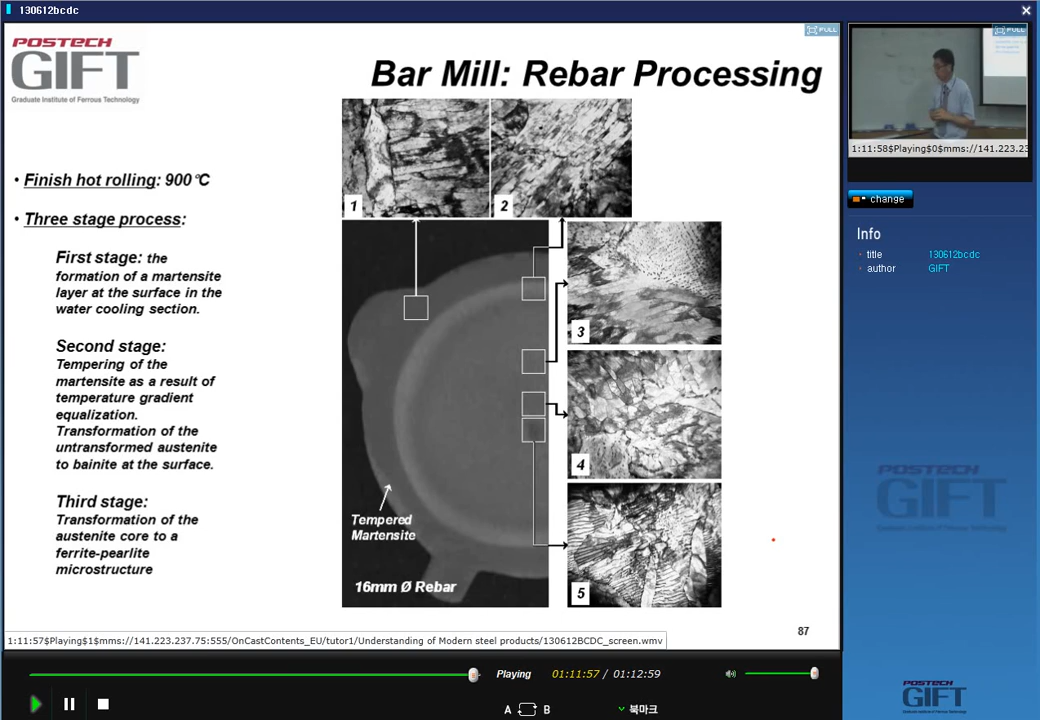 130612bcdc
POSTECH
GIFT
Graduate Institute of Ferrous Technology
Bar Mill: Rebar Processing
FULL
FULL
• Finish hot rolling: 900℃
• Three stage process:
First stage: the
formation of a martensite
layer at the surface in the
water cooling section.
Second stage:
Tempering of the
martensite as a result of
temperature gradient
equalization.
Transformation of the
untransformed austenite
to bainite at the surface.
Third stage:
Transformation of the
austenite core to a
ferrite-pearlite
microstructure
1
2
3
4
5
Tempered
Martensite
16mm Ø Rebar
87
1:11:57$Playing$1$mms://141.223.237.75:555/OnCastContents_EU/tutor1/Understanding of Modern steel products/130612BCDC_screen.wmv
Playing
01:11:57 / 01:12:59
A B
북마크
1:11:58$Playing$0$mms://141.223.23
change
Info
title 130612bcdc
author GIFT
POSTECH
GIFT
POSTECH
GIFT